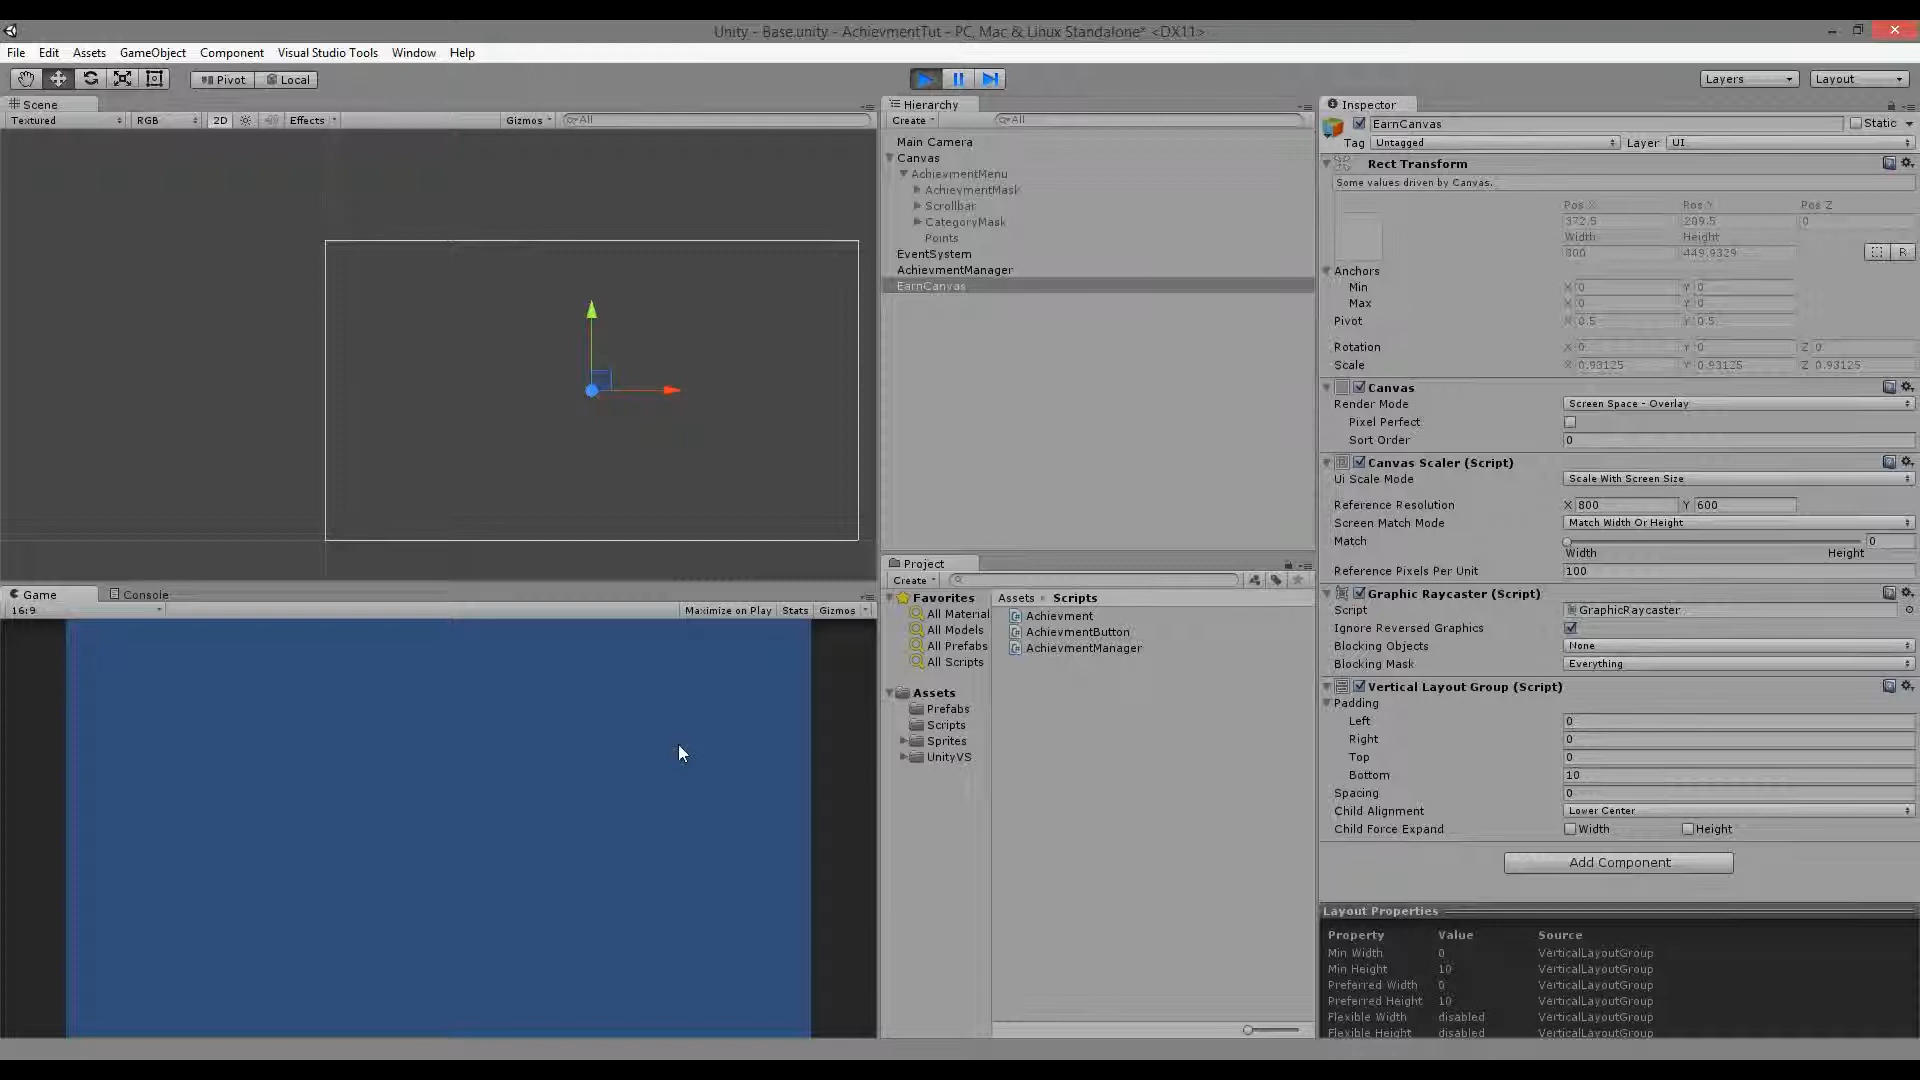 Unity - Base.unity - AchievmentTut - PC, Mac & Linux Standalone* <DX11>
File Edit Assets GameObject Component Visual Studio Tools Window Help
Pivot Local
Layers Layout
Scene
Textured RGB 2D Effects Gizmos All
Hierarchy
Create All
Main Camera
Canvas
AchievmentMenu
AchievmentMask
Scrollbar
CategoryMask
Points
EventSystem
AchievmentManager
EarnCanvas
Game Console
16:9 Maximize on Play Stats Gizmos
Project
Create
Favorites
All Material
All Models
All Prefabs
All Scripts
Assets
Prefabs
Scripts
Sprites
UnityVS
Assets Scripts
Achievment
AchievmentButton
AchievmentManager
Inspector
EarnCanvas Static
Tag Untagged Layer UI
Rect Transform
Some values driven by Canvas.
Pos X Pos Y Pos Z
372.5 209.5 0
Width Height
800 449.9329
R
Anchors
Min X 0 Y 0
Max X 0 Y 0
Pivot X 0.5 Y 0.5
Rotation X 0 Y 0 Z 0
Scale X 0.93125 Y 0.93125 Z 0.93125
Canvas
Render Mode Screen Space - Overlay
Pixel Perfect
Sort Order 0
Canvas Scaler (Script)
Ui Scale Mode Scale With Screen Size
Reference Resolution X 800 Y 600
Screen Match Mode Match Width Or Height
Match 0
Width Height
Reference Pixels Per Unit 100
Graphic Raycaster (Script)
Script GraphicRaycaster
Ignore Reversed Graphics
Blocking Objects None
Blocking Mask Everything
Vertical Layout Group (Script)
Padding
Left 0
Right 0
Top 0
Bottom 10
Spacing 0
Child Alignment Lower Center
Child Force Expand Width Height
Add Component
Layout Properties
Property Value Source
Min Width 0 VerticalLayoutGroup
Min Height 10 VerticalLayoutGroup
Preferred Width 0 VerticalLayoutGroup
Preferred Height 10 VerticalLayoutGroup
Flexible Width disabled VerticalLayoutGroup
Flexible Height disabled VerticalLayoutGroup